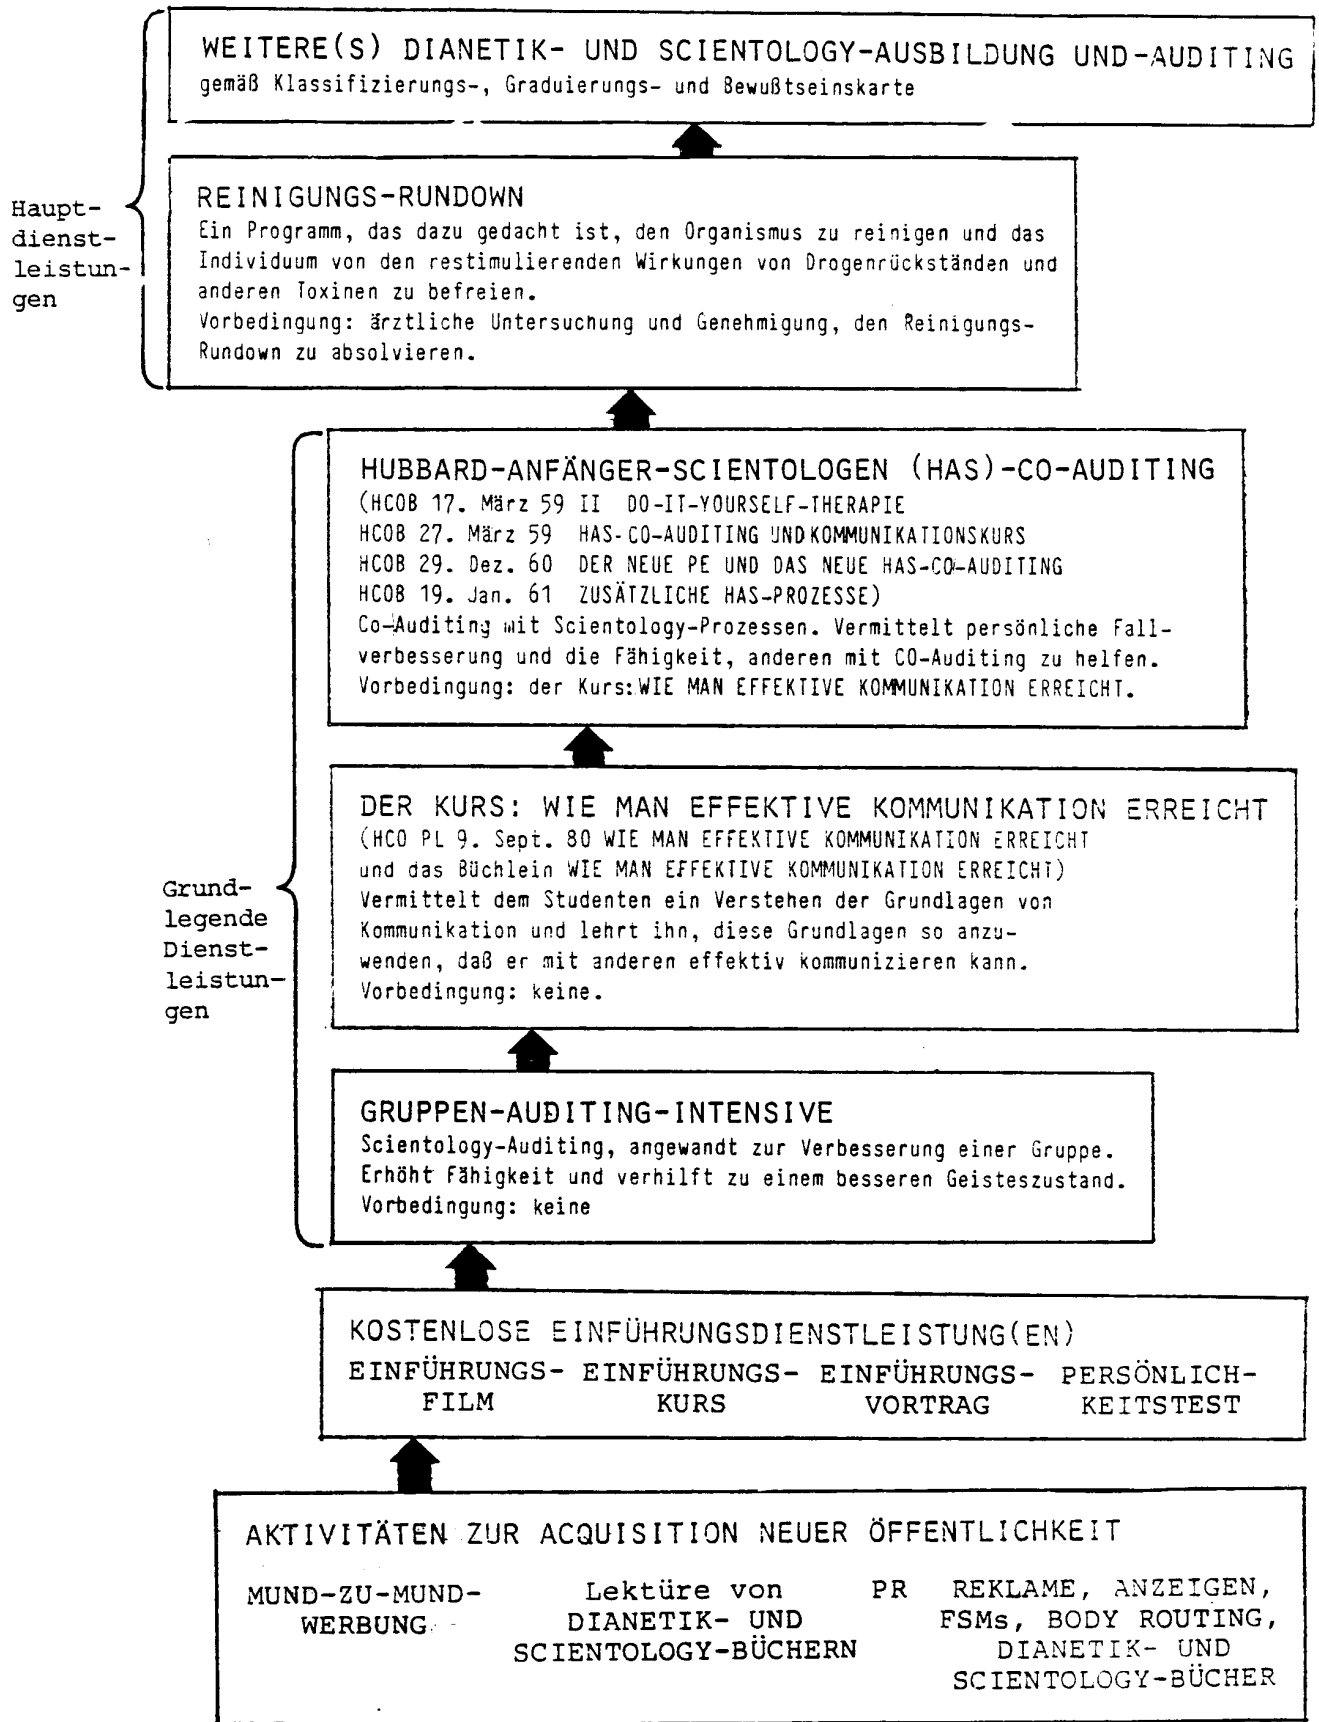 WEITERE(S) DIANETIK- UND SCIENTOLOGY-AUSBILDUNG UND-AUDITING
gemäß Klassifizierungs-, Graduierungs- und Bewußtseinskarte
Haupt-
dienst-
leistun-
gen
REINIGUNGS-RUNDOWN
Ein Programm, das dazu gedacht ist, den Organismus zu reinigen und das
Individuum von den restimulierenden Wirkungen von Drogenrückständen und
anderen Toxinen zu befreien.
Vorbedingung: ärztliche Untersuchung und Genehmigung, den Reinigungs-
Rundown zu absolvieren.
HUBBARD-ANFÄNGER-SCIENTOLOGEN (HAS)-CO-AUDITING
(HCOB 17. März 59 II DO-IT-YOURSELF-THERAPIE
HCOB 27. März 59 HAS-CO-AUDITING UND KOMMUNIKATIONSKURS
HCOB 29. Dez. 60 DER NEUE PE UND DAS NEUE HAS-CO-AUDITING
HCOB 19. Jan. 61 ZUSÄTZLICHE HAS-PROZESSE)
Co-Auditing mit Scientology-Prozessen. Vermittelt persönliche Fall-
verbesserung und die Fähigkeit, anderen mit CO-Auditing zu helfen.
Vorbedingung: der Kurs: WIE MAN EFFEKTIVE KOMMUNIKATION ERREICHT.
Grund-
legende
Dienst-
leistun-
gen
DER KURS: WIE MAN EFFEKTIVE KOMMUNIKATION ERREICHT
(HCO PL 9. Sept. 80 WIE MAN EFFEKTIVE KOMMUNIKATION ERREICHT
und das Büchlein WIE MAN EFFEKTIVE KOMMUNIKATION ERREICHT)
Vermittelt dem Studenten ein Verstehen der Grundlagen von
Kommunikation und lehrt ihn, diese Grundlagen so anzu-
wenden, daß er mit anderen effektiv kommunizieren kann.
Vorbedingung: keine.
GRUPPEN-AUDITING-INTENSIVE
Scientology-Auditing, angewandt zur Verbesserung einer Gruppe.
Erhöht Fähigkeit und verhilft zu einem besseren Geisteszustand.
Vorbedingung: keine
KOSTENLOSE EINFÜHRUNGSDIENSTLEISTUNG(EN)
EINFÜHRUNGS- EINFÜHRUNGS- EINFÜHRUNGS- PERSÖNLICH-
FILM KURS VORTRAG KEITSTEST
AKTIVITÄTEN ZUR ACQUISITION NEUER ÖFFENTLICHKEIT
MUND-ZU-MUND- Lektüre von PR REKLAME, ANZEIGEN,
WERBUNG DIANETIK- UND FSMs, BODY ROUTING,
SCIENTOLOGY-BÜCHERN DIANETIK- UND
SCIENTOLOGY-BÜCHER